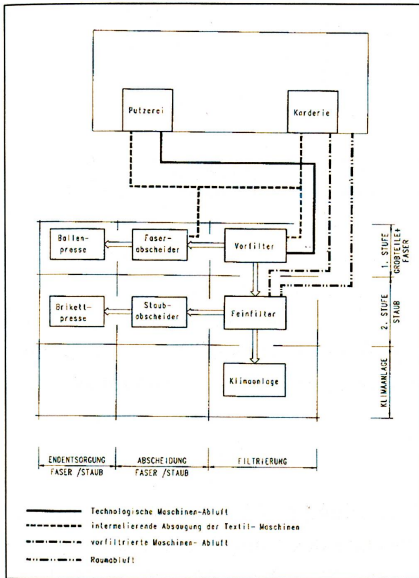 Putzerei
Karderie
Ballen-
presse
Faser-
abscheider
Vorfilter
1. STUFE
GROBTEILE+
FASER
Brikett-
presse
Staub-
abscheider
Feinfilter
2. STUFE
STAUB
Klimaanlage
KLIMAANLAGE
ENDENTSORGUNG
FASER /STAUB
ABSCHEIDUNG
FASER /STAUB
FILTRIERUNG
Technologische Maschinen-Abluft
intermelierende Absaugung der Textil- Maschinen
vorfiltrierte Maschinen- Abluft
Raumabluft